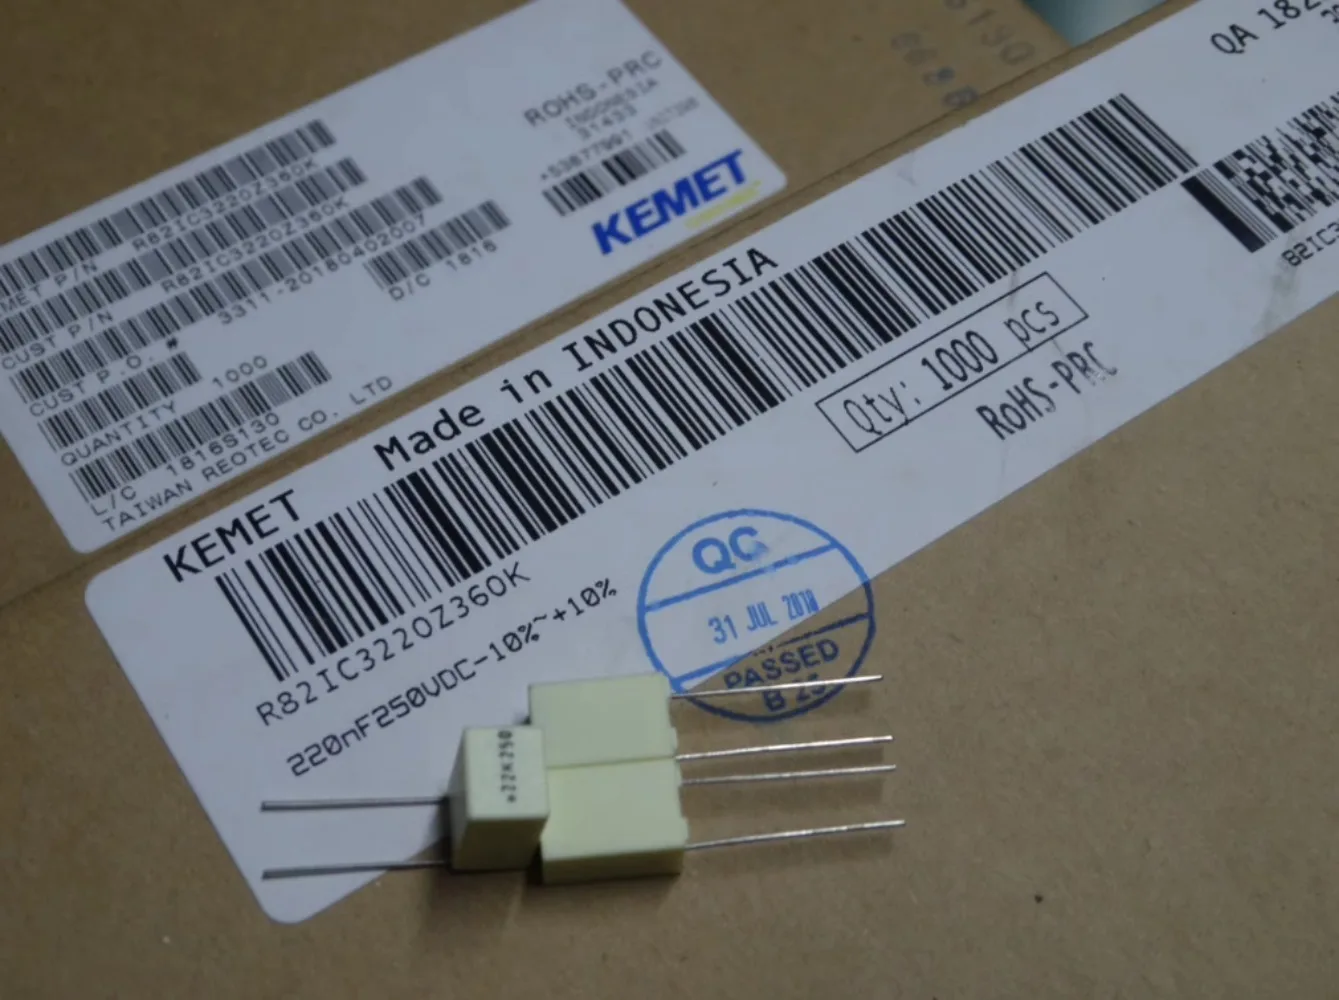 ROHS-PRC
INDONESIA
31433
KEMET
R82IC3220Z360K
MET P/N
R82IC3220Z360K
CUST P/N
3311-20180402007
CUST P.O. #
D/C 1816
QUANTITY 1000
L/C 1816S130
TAIWAN REOTEC CO. LTD
QA 182
KEMET Made in INDONESIA
R82IC3220Z360K
220nF250VDC-10%~+10%
Qty: 1000 pcs
RoHS-PRC
QC
31 JUL 2018
PASSED